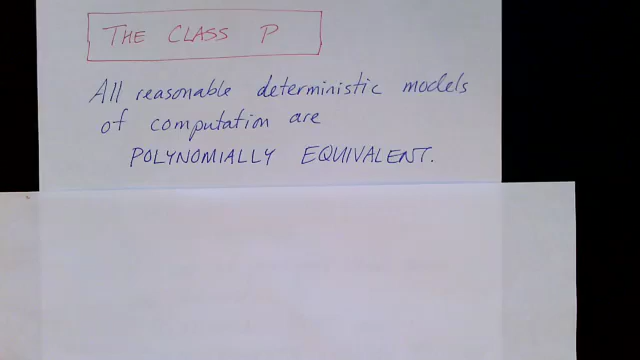 THE CLASS P
All reasonable deterministic models
of computation are
POLYNOMIALLY EQUIVALENT.